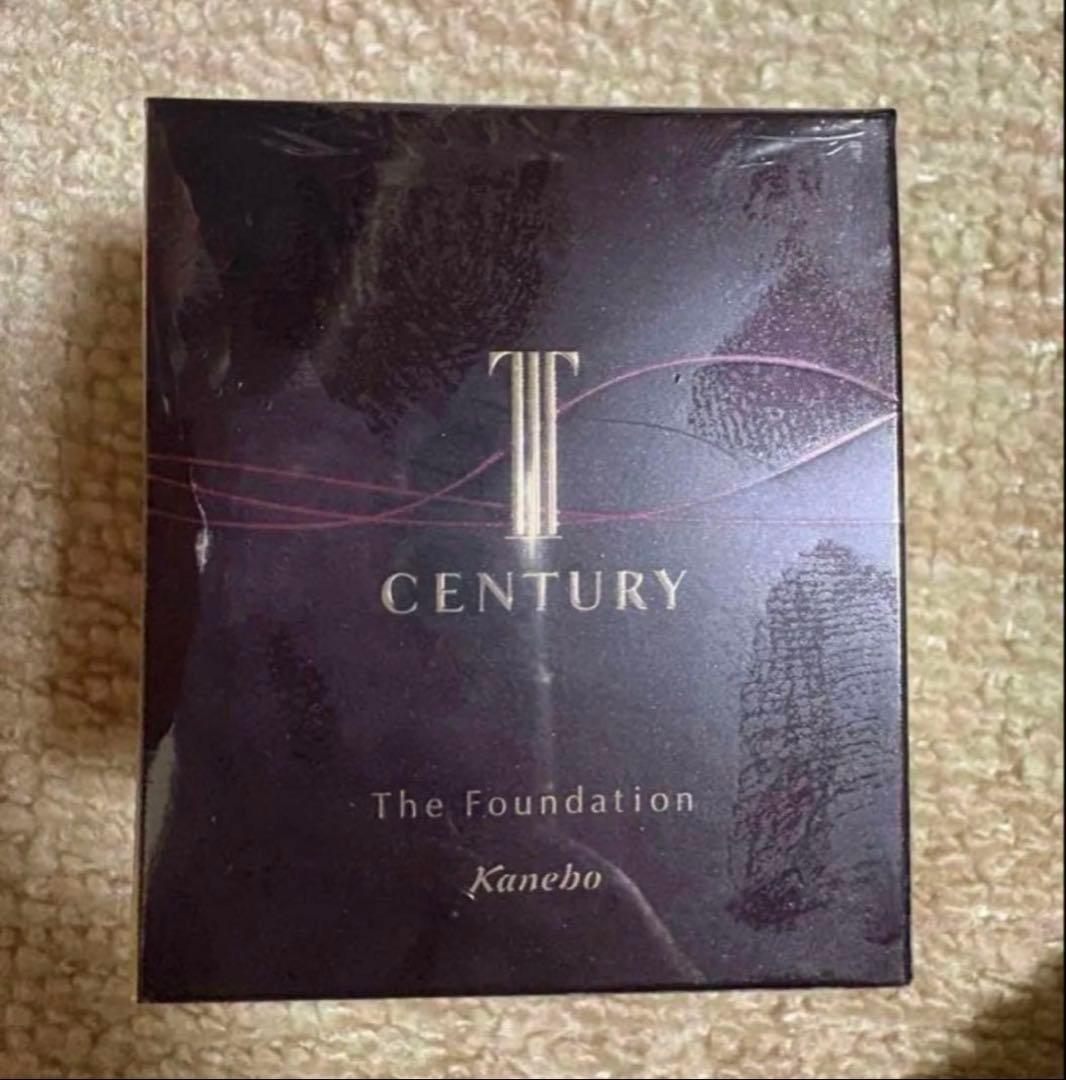 T
CENTURY
The Foundation
Kanebo